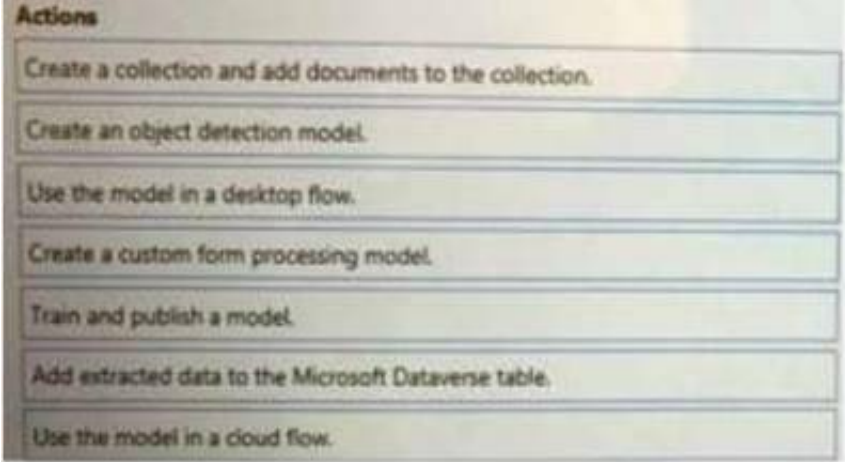 Actions
Create a collection and add documents to the collection.
Create an object detection model.
Use the model in a desktop flow.
Create a custom form processing model.
Train and publish a model.
Add extracted data to the Microsoft Dataverse table.
Use the model in a cloud flow.